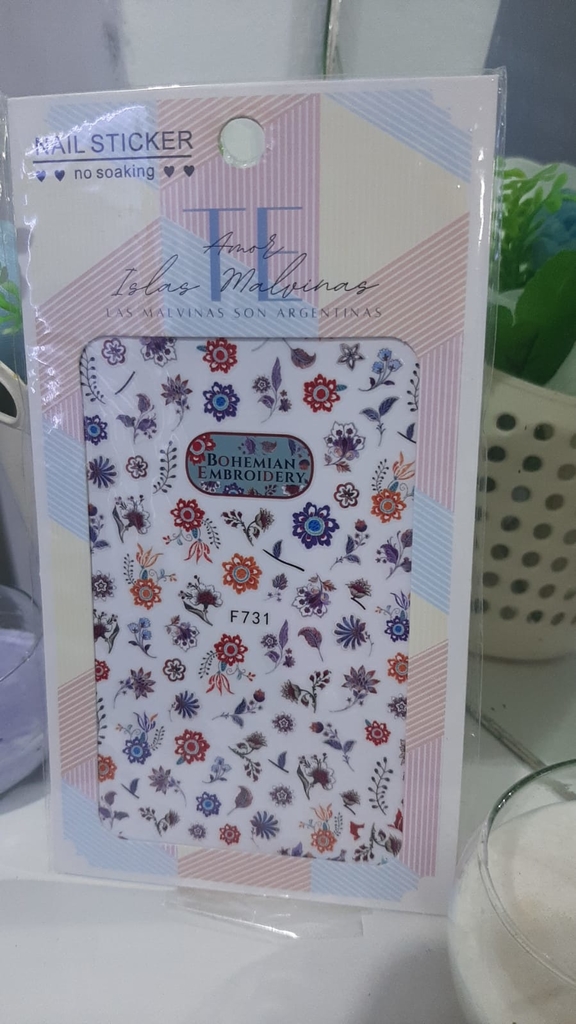 NAIL STICKER
no soaking
TE
Amor
Islas Malvinas
LAS MALVINAS SON ARGENTINAS
BOHEMIAN
EMBROIDERY
F731